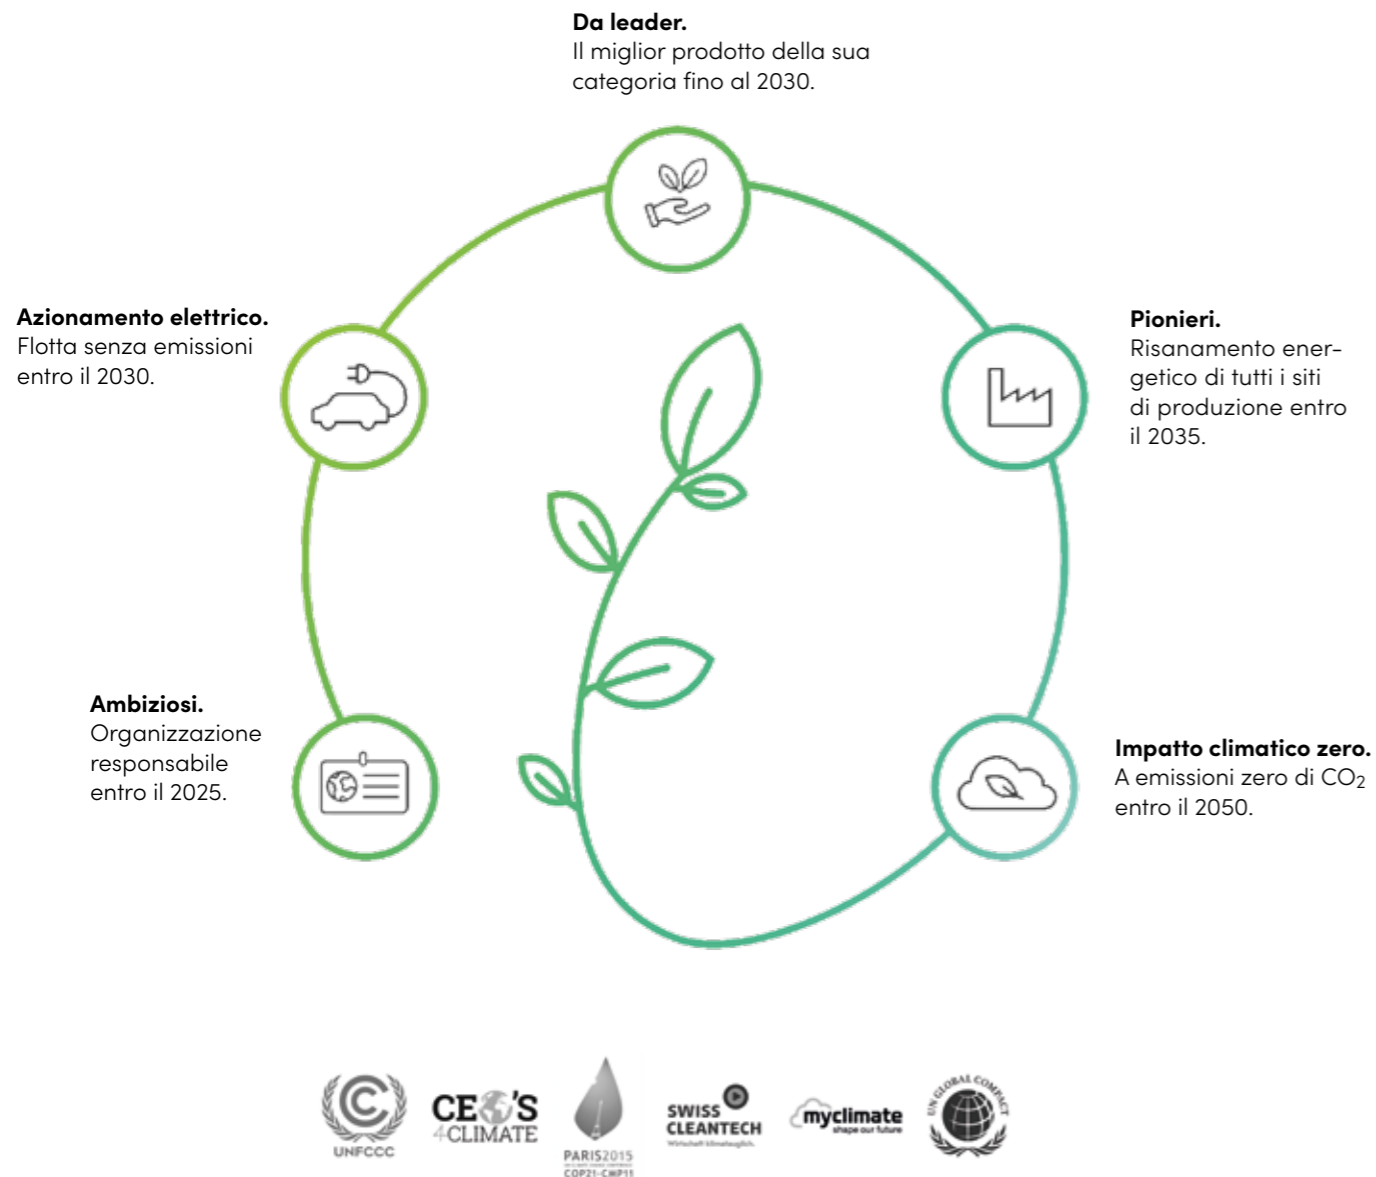 Da leader.
Il miglior prodotto della sua
categoria fino al 2030.
Azionamento elettrico.
Flotta senza emissioni
entro il 2030.
Pionieri.
Risanamento ener-
getico di tutti i siti
di produzione entro
il 2035.
Ambiziosi.
Organizzazione
responsabile
entro il 2025.
Impatto climatico zero.
A emissioni zero di CO₂
entro il 2050.
UNFCCC
CEO'S
4CLIMATE
PARIS2015
COP21-CMP11
SWISS
CLEANTECH
Wirtschaft klimatauglich.
myclimate
shape our future
UN GLOBAL COMPACT